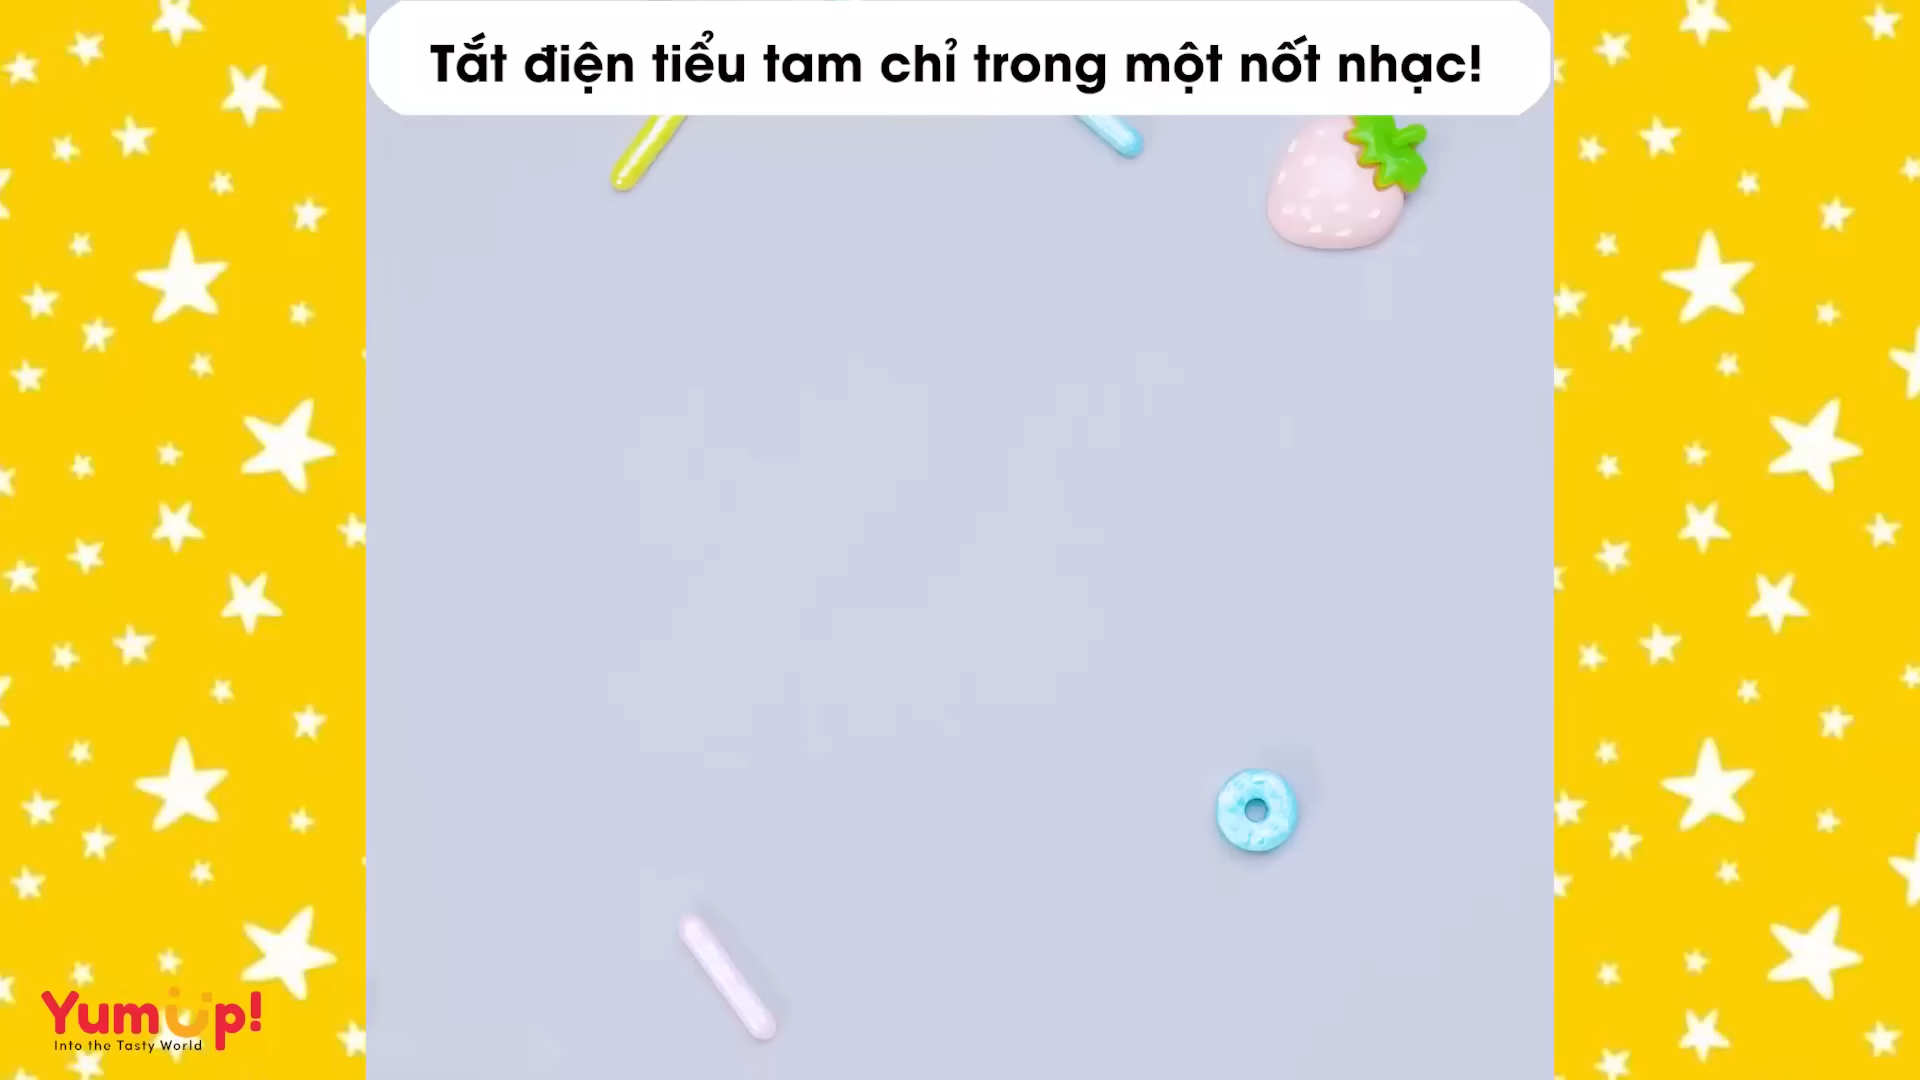 Tắt điện tiểu tam chỉ trong một nốt nhạc!
YumUp!
Into the Tasty World